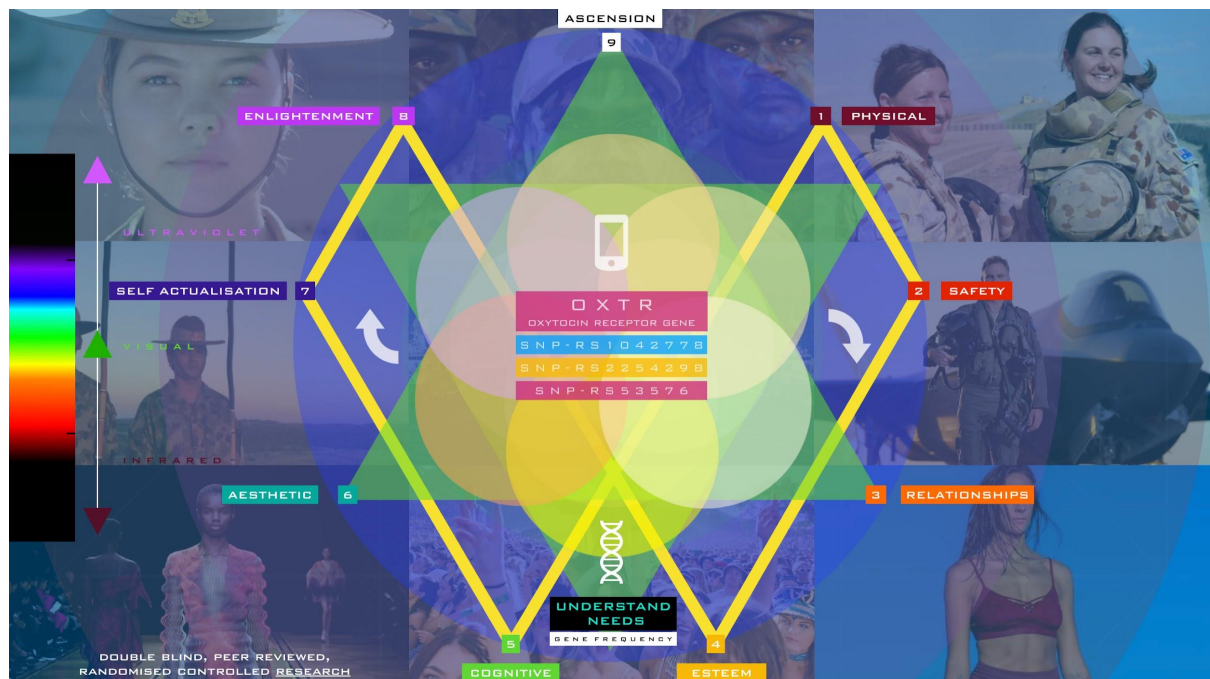 ASCENSION
9
ENLIGHTENMENT 8
1 PHYSICAL
ULTRAVIOLET
SELF ACTUALISATION 7
2 SAFETY
OXTR
OXYTOCIN RECEPTOR GENE
SNP-RS1042778
VISUAL
SNP-RS2254298
SNP-RS53576
INFRARED
AESTHETIC 6
3 RELATIONSHIPS
UNDERSTAND
NEEDS
GENE FREQUENCY
5
4
COGNITIVE
ESTEEM
DOUBLE BLIND, PEER REVIEWED,
RANDOMISED CONTROLLED RESEARCH